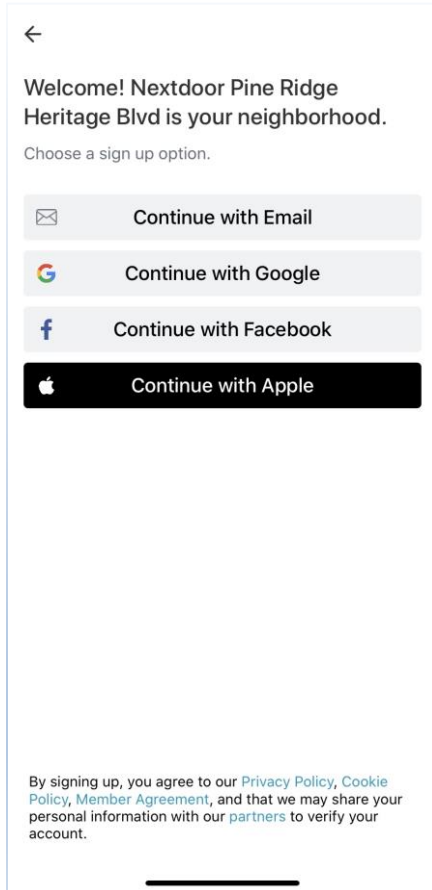 Welcome! Nextdoor Pine Ridge
Heritage Blvd is your neighborhood.
Choose a sign up option.
Continue with Email
Continue with Google
Continue with Facebook
Continue with Apple
By signing up, you agree to our Privacy Policy, Cookie
Policy, Member Agreement, and that we may share your
personal information with our partners to verify your
account.